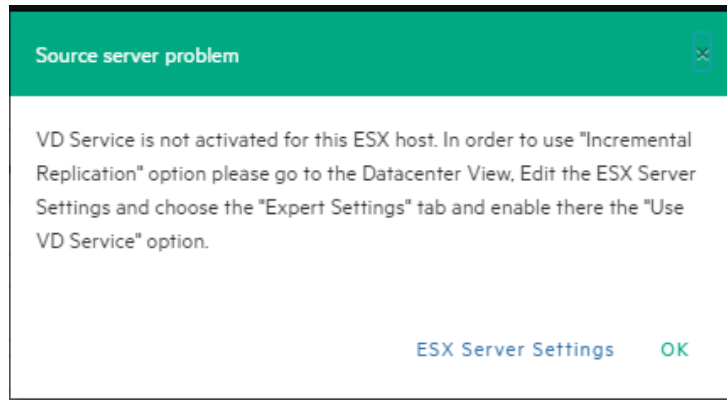 Source server problem
VD Service is not activated for this ESX host. In order to use "Incremental
Replication" option please go to the Datacenter View, Edit the ESX Server
Settings and choose the "Expert Settings" tab and enable there the "Use
VD Service" option.
ESX Server Settings OK